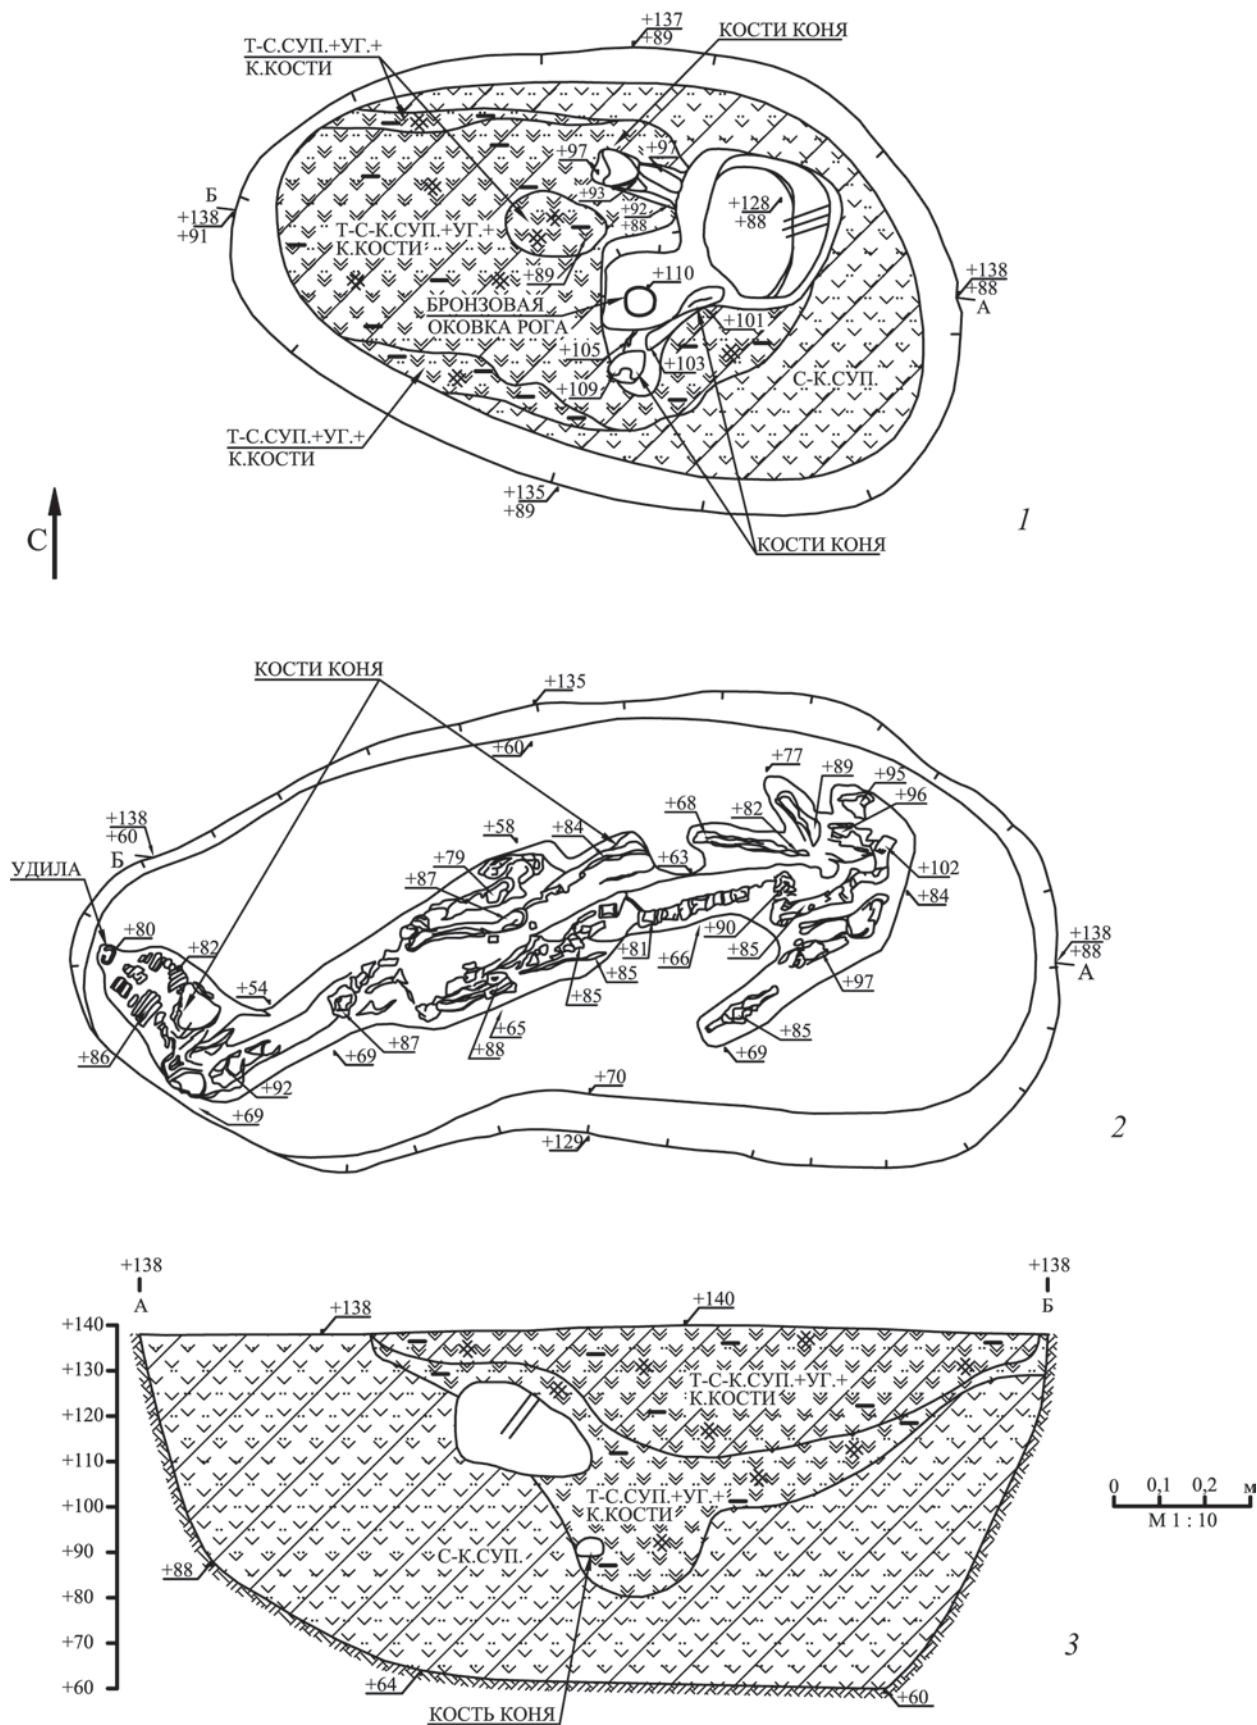 +137
+89
КОСТИ КОНЯ
Т-С.СУП.+УГ.+
К.КОСТИ
+97
+97
+93
+92
+88
+128
+88
Б
+138
+91
Т-С-К.СУП.+УГ.+
К.КОСТИ
+89
+110
БРОНЗОВАЯ
ОКОВКА РОГА
+138
+88
А
+101
+105
+103
+109
С-К.СУП.
Т-С.СУП.+УГ.+
К.КОСТИ
+135
+89
КОСТИ КОНЯ
1
С
КОСТИ КОНЯ
+135
+60
+77
+89
+95
+96
+68
+82
+138
+60
Б
+58
+84
+79
+63
+87
+102
+84
УДИЛА
+80
+82
+54
+81
+66
+90
+85
+138
+88
А
+85
+85
+97
+65
+88
+85
+86
+69
+87
+92
+69
+69
+70
+129
2
+138
А
+138
Б
+138
+140
+140
+130
+120
+110
+100
+90
+80
+70
+60
Т-С-К.СУП.+УГ.+
К.КОСТИ
Т-С.СУП.+УГ.+
К.КОСТИ
С-К.СУП.
+88
+64
+60
КОСТЬ КОНЯ
0 0,1 0,2 м
М 1 : 10
3